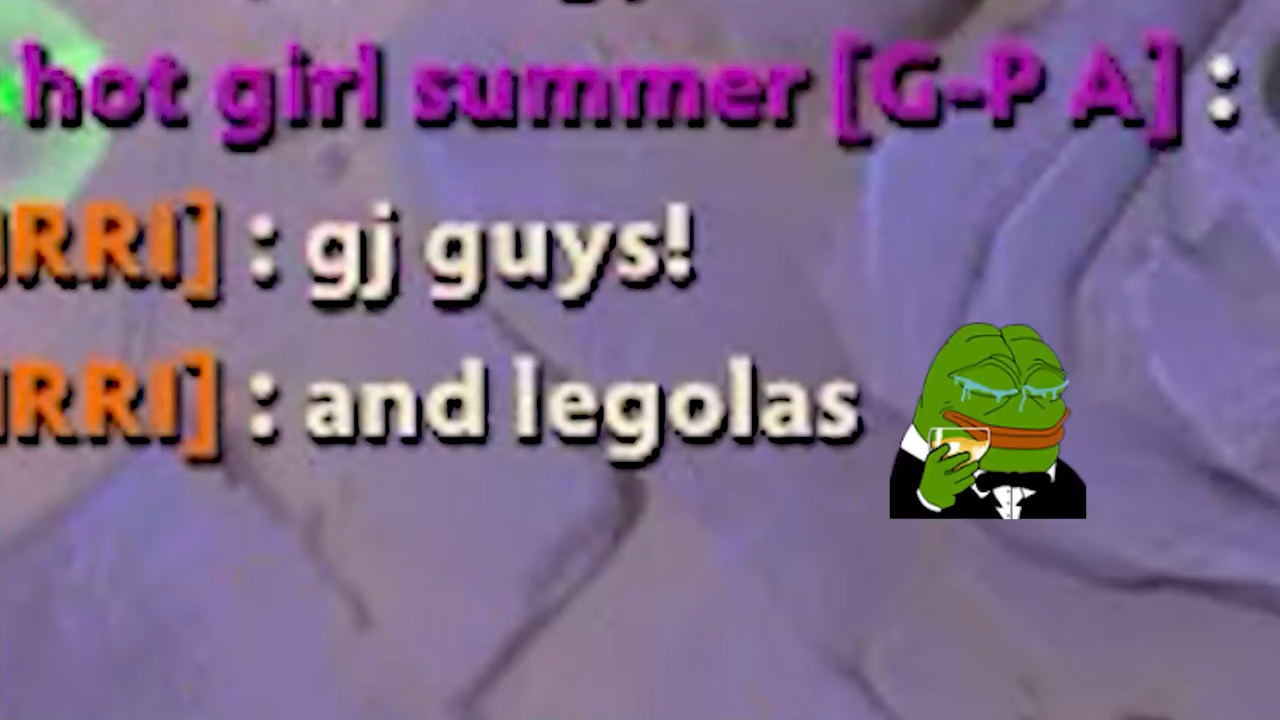 hot girl summer [G-P A] :
RRI] : gj guys!
RRI] : and legolas